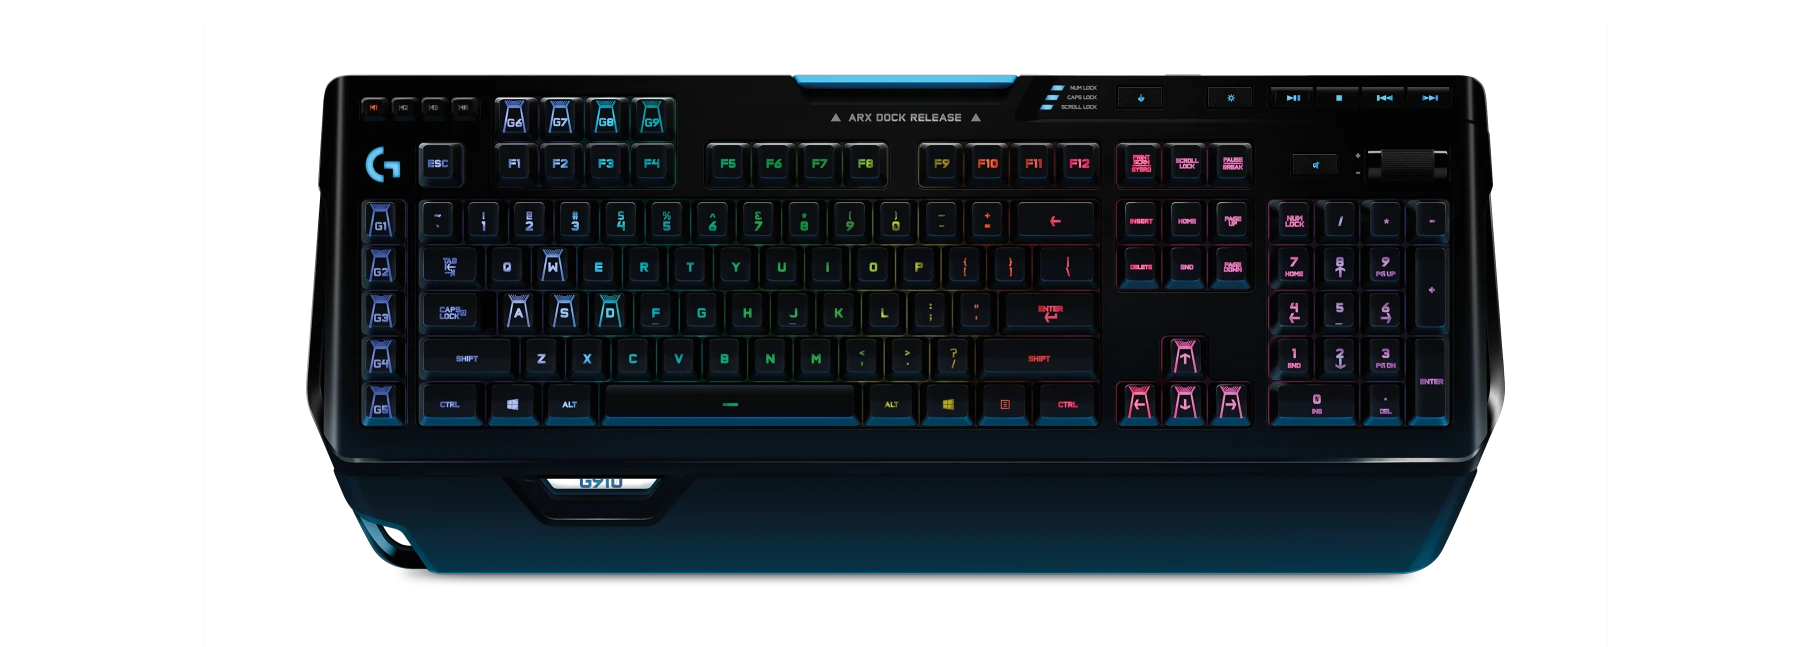 M1 M2 M3 MR
G6 G7 G8 G9
ARX DOCK RELEASE
NUM LOCK
CAPS LOCK
SCROLL LOCK
ESC F1 F2 F3 F4 F5 F6 F7 F8 F9 F10 F11 F12
PRINT SCRN SYSRQ
SCROLL LOCK
PAUSE BREAK
+
-
G1
~ ` ! 1 @ 2 # 3 $ 4 % 5 ^ 6 & 7 * 8 ( 9 ) 0 _ - + =
INSERT HOME PAGE UP
NUM LOCK / * -
G2
TAB Q W E R T Y U I O P { [ } ]
DELETE END PAGE DOWN
7 HOME 8 9 PG UP +
G3
CAPS LOCK A S D F G H J K L : ; " ' ENTER
4 5 6
G4
SHIFT Z X C V B N M < , > . ? / SHIFT
1 END 2 3 PG DN ENTER
G5
CTRL ALT ALT CTRL
0 INS . DEL
G910